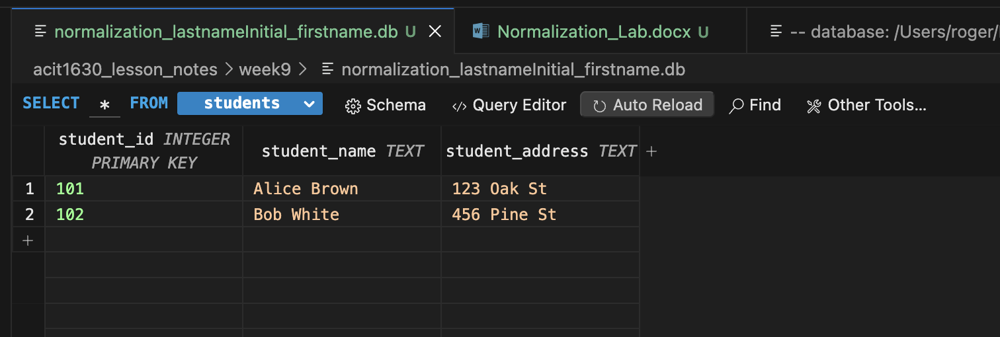 normalization_lastnameInitial_firstname.db U Normalization_Lab.docx U -- database: /Users/roger/
acit1630_lesson_notes > week9 > normalization_lastnameInitial_firstname.db
SELECT * FROM students Schema </> Query Editor Auto Reload Find Other Tools...
student_id INTEGER PRIMARY KEY student_name TEXT student_address TEXT +
1 101 Alice Brown 123 Oak St
2 102 Bob White 456 Pine St
+